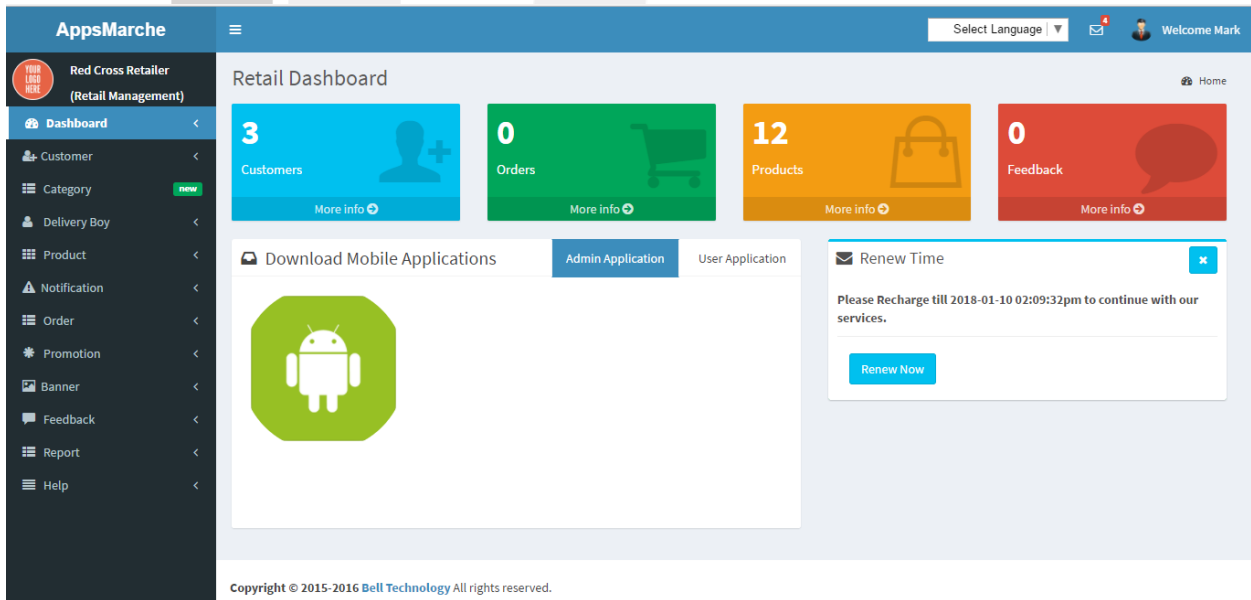 AppsMarche
Select Language
4
Welcome Mark
YOUR
LOGO
HERE
Red Cross Retailer
(Retail Management)
Dashboard
Customer
Category new
Delivery Boy
Product
Notification
Order
Promotion
Banner
Feedback
Report
Help
Retail Dashboard
Home
3
Customers
More info
0
Orders
More info
12
Products
More info
0
Feedback
More info
Download Mobile Applications
Admin Application
User Application
Renew Time
Please Recharge till 2018-01-10 02:09:32pm to continue with our
services.
Renew Now
Copyright © 2015-2016 Bell Technology All rights reserved.